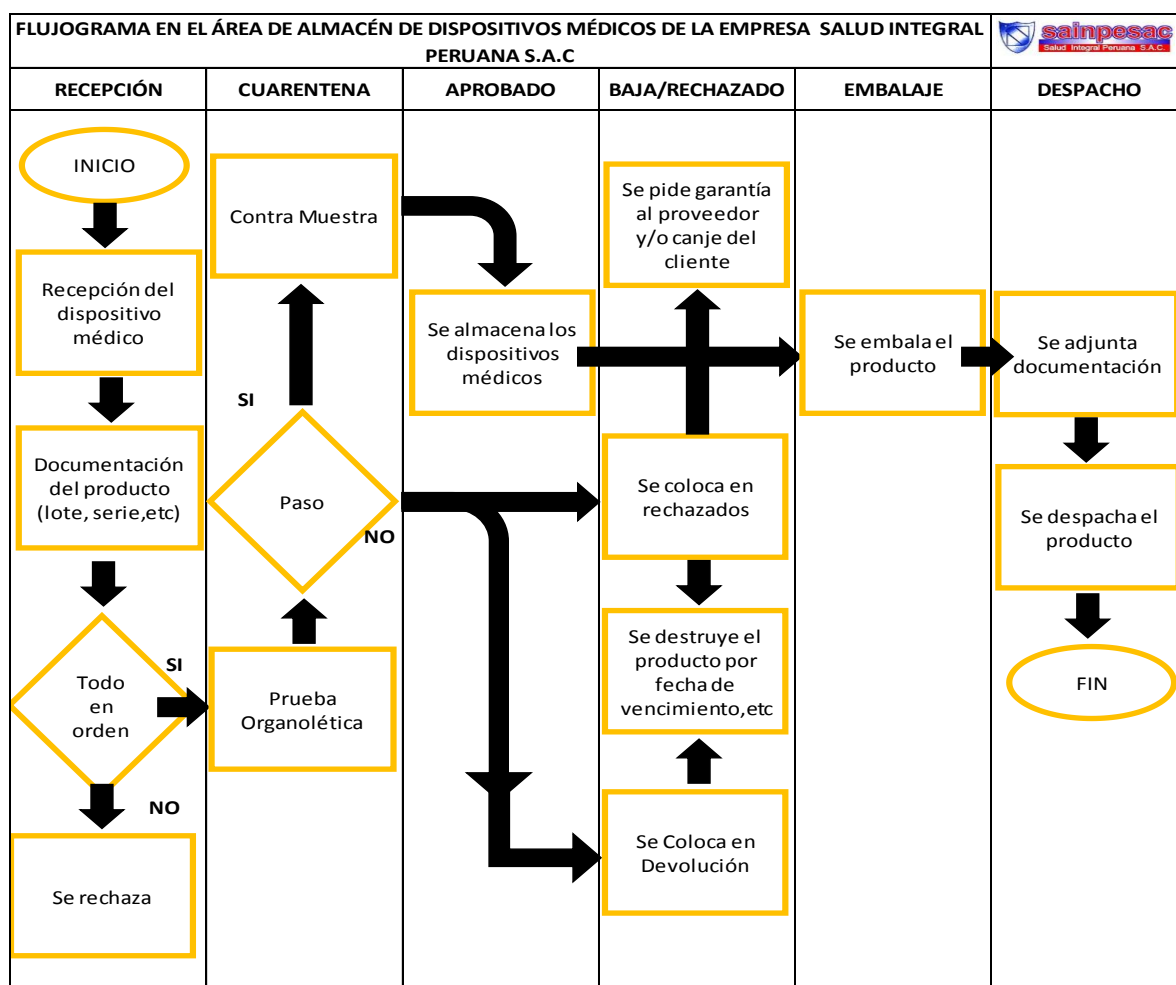 FLUJOGRAMA EN EL ÁREA DE ALMACÉN DE DISPOSITIVOS MÉDICOS DE LA EMPRESA SALUD INTEGRAL
PERUANA S.A.C
sainpesac
Salud Integral Peruana S.A.C.
RECEPCIÓN
CUARENTENA
APROBADO
BAJA/RECHAZADO
EMBALAJE
DESPACHO
INICIO
Recepción del
dispositivo
médico
Documentación
del producto
(lote, serie,etc)
Todo
en
orden
SI
NO
Se rechaza
Contra Muestra
SI
Paso
NO
Prueba
Organolética
Se almacena los
dispositivos
médicos
Se pide garantía
al proveedor
y/o canje del
cliente
Se coloca en
rechazados
Se destruye el
producto por
fecha de
vencimiento,etc
Se Coloca en
Devolución
Se embala el
producto
Se adjunta
documentación
Se despacha el
producto
FIN